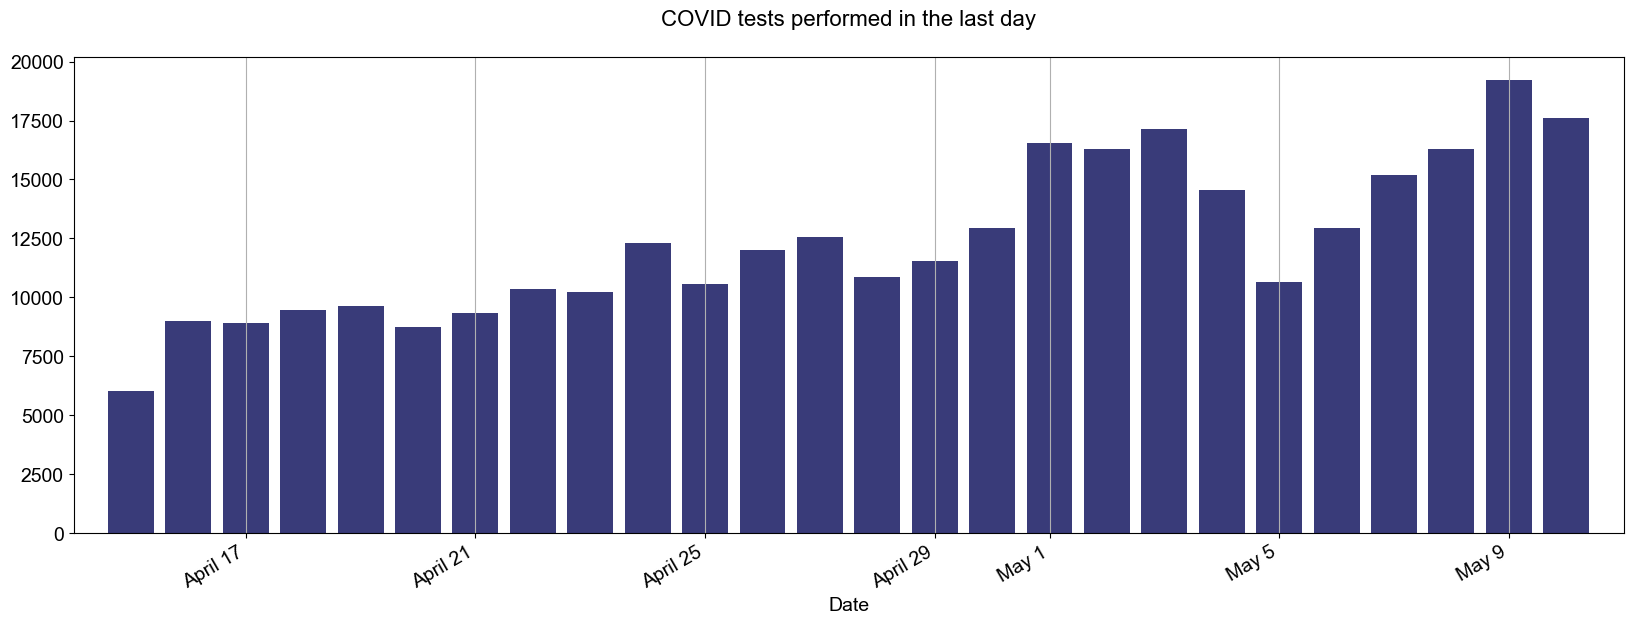 COVID tests performed in the last day
20000
17500
15000
12500
10000
7500
5000
2500
0
April 17
April 21
April 25
April 29
May 1
May 5
May 9
Date